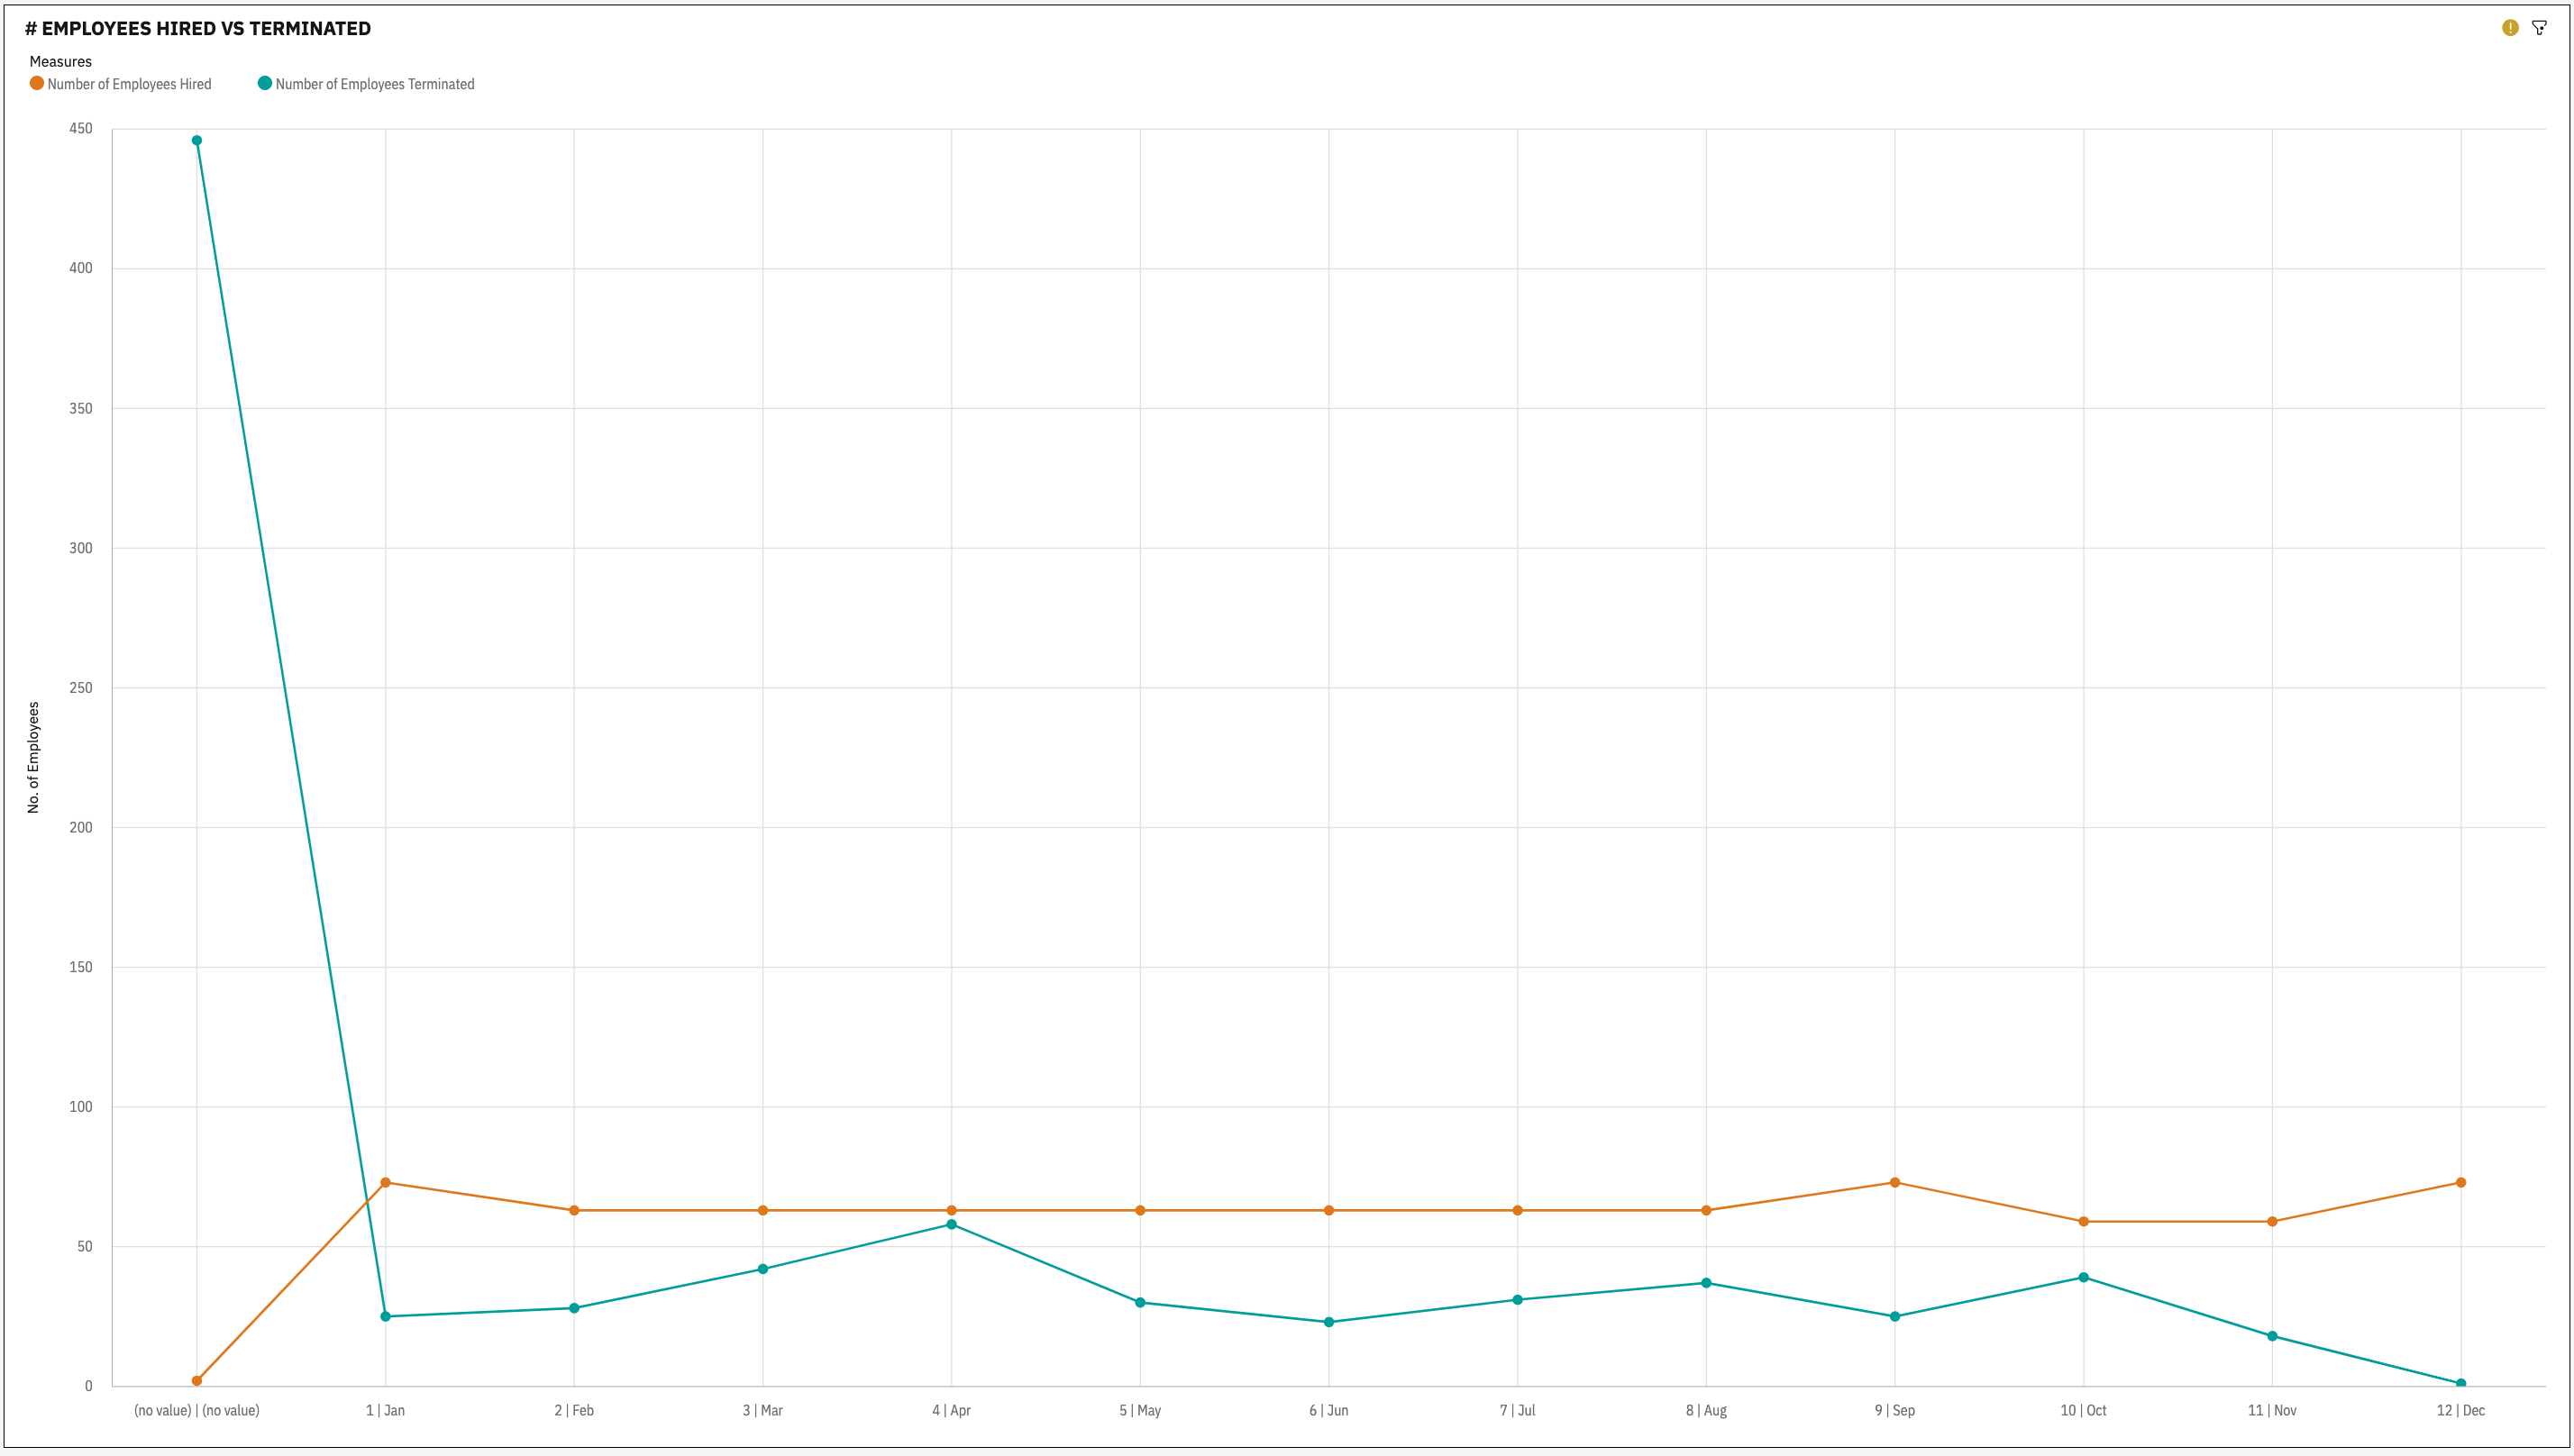 # EMPLOYEES HIRED VS TERMINATED
Measures
Number of Employees Hired
Number of Employees Terminated
450
400
350
300
250
200
150
100
50
0
No. of Employees
(no value) | (no value)
1 | Jan
2 | Feb
3 | Mar
4 | Apr
5 | May
6 | Jun
7 | Jul
8 | Aug
9 | Sep
10 | Oct
11 | Nov
12 | Dec